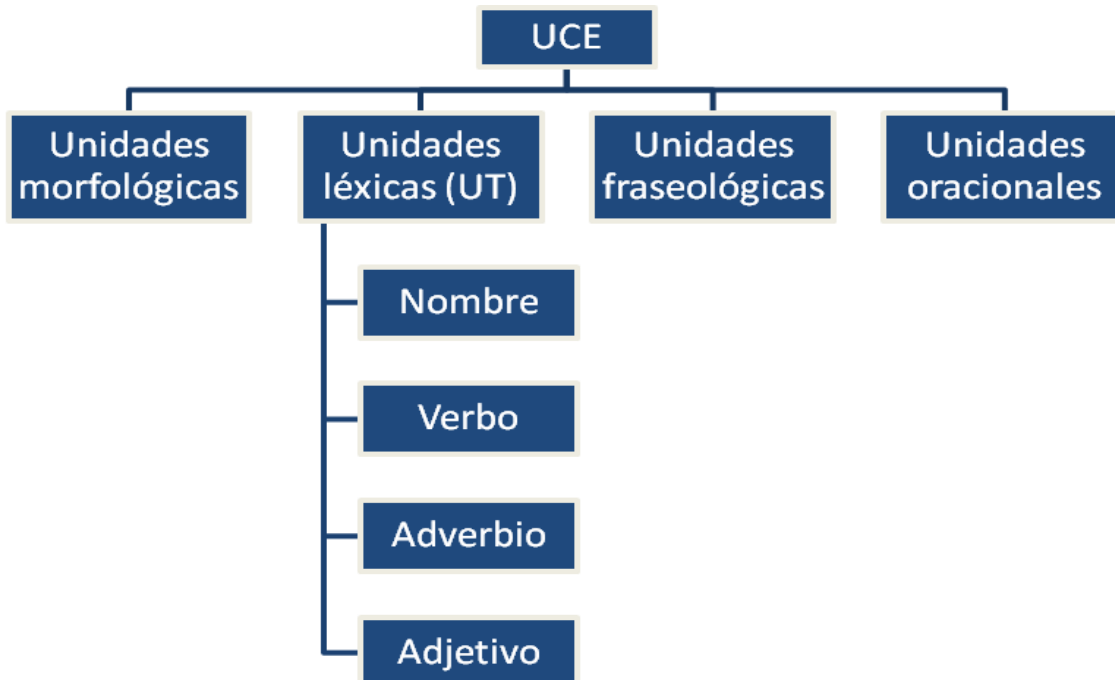 UCE
Unidades
morfológicas
Unidades
léxicas (UT)
Unidades
fraseológicas
Unidades
oracionales
Nombre
Verbo
Adverbio
Adjetivo